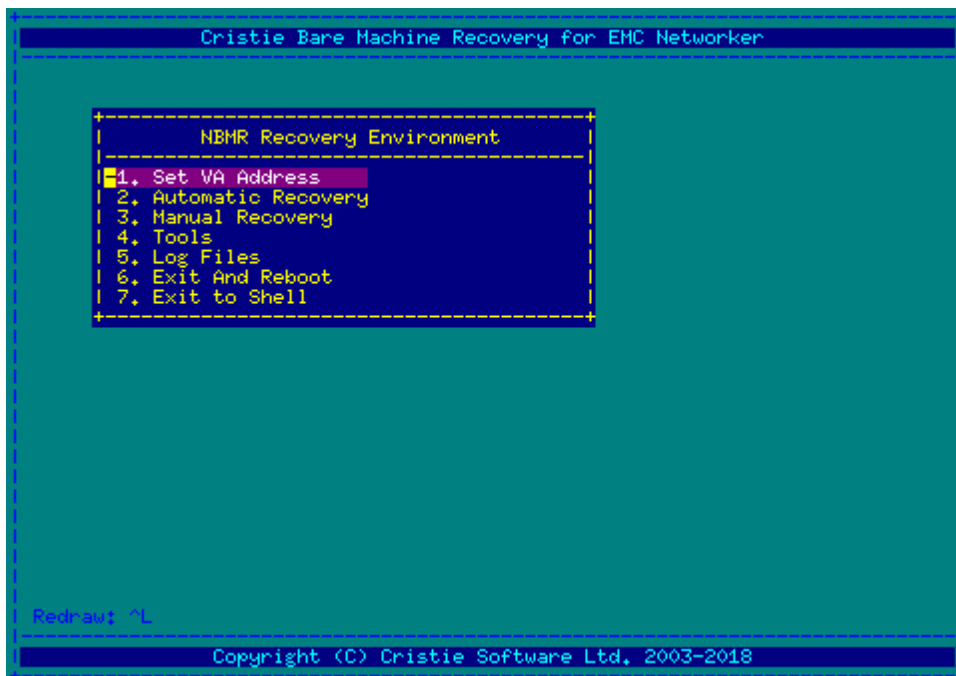 Cristie Bare Machine Recovery for EMC Networker
NBMR Recovery Environment
1. Set VA Address
2. Automatic Recovery
3. Manual Recovery
4. Tools
5. Log Files
6. Exit And Reboot
7. Exit to Shell
Redraw: ^L
Copyright (C) Cristie Software Ltd. 2003-2018